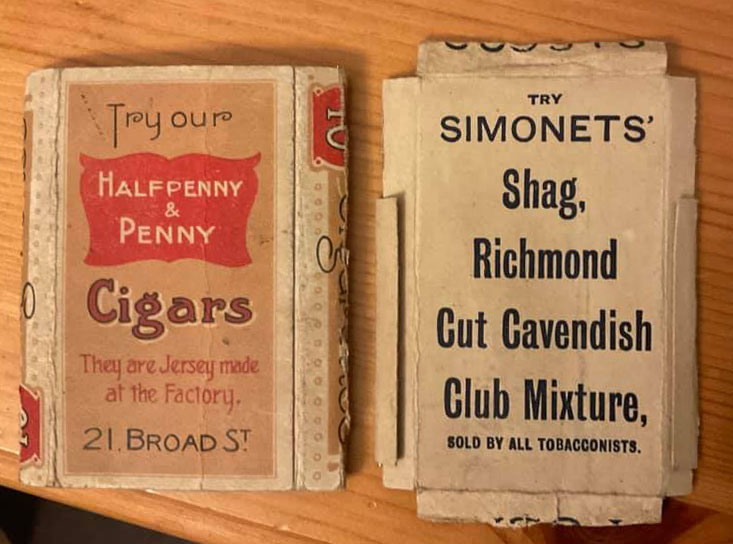 Try our
HALFPENNY
&
PENNY
Cigars
They are Jersey made
at the Factory.
21. BROAD ST
10
TRY
SIMONETS'
Shag,
Richmond
Cut Cavendish
Club Mixture,
SOLD BY ALL TOBACCONISTS.